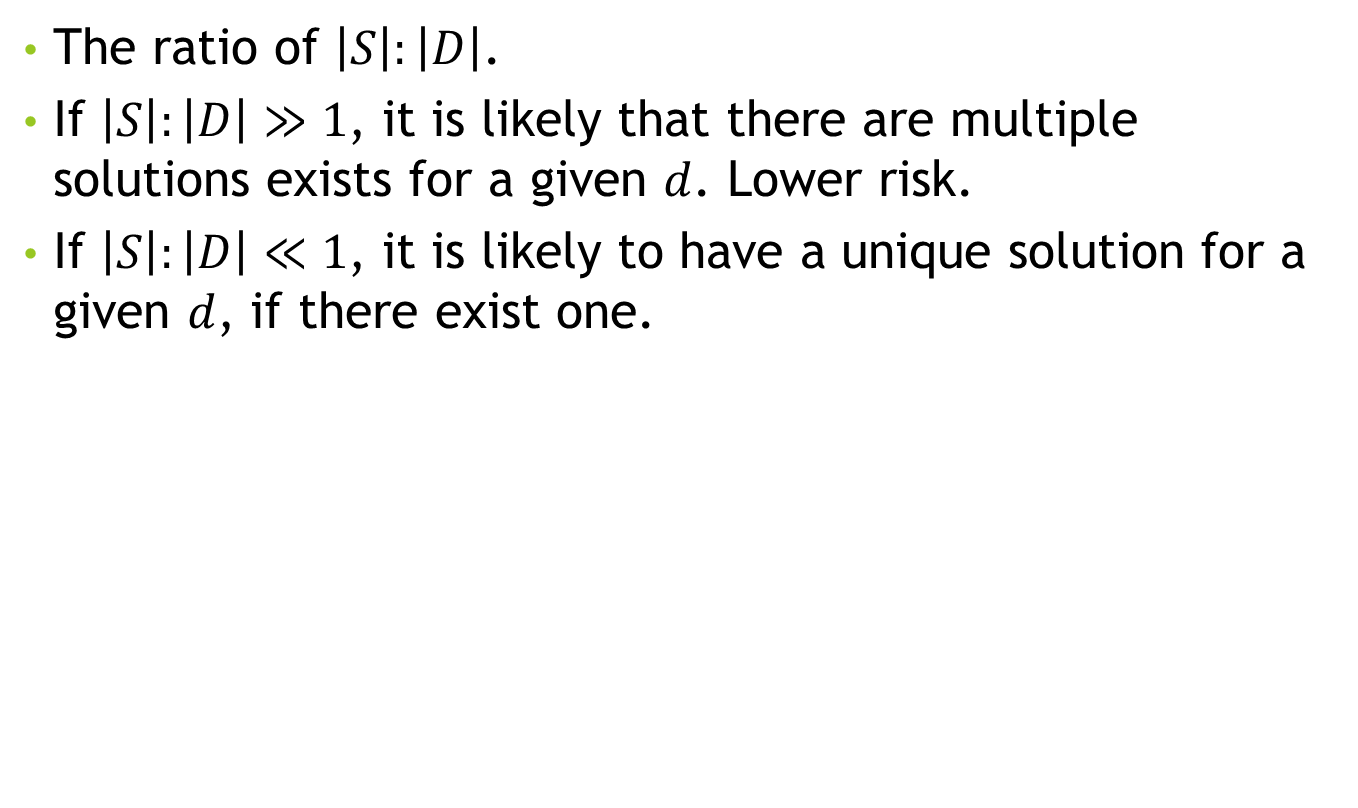 • The ratio of |S|:|D|.
• If |S|:|D| ≫ 1, it is likely that there are multiple
solutions exists for a given d. Lower risk.
• If |S|:|D| ≪ 1, it is likely to have a unique solution for a
given d, if there exist one.